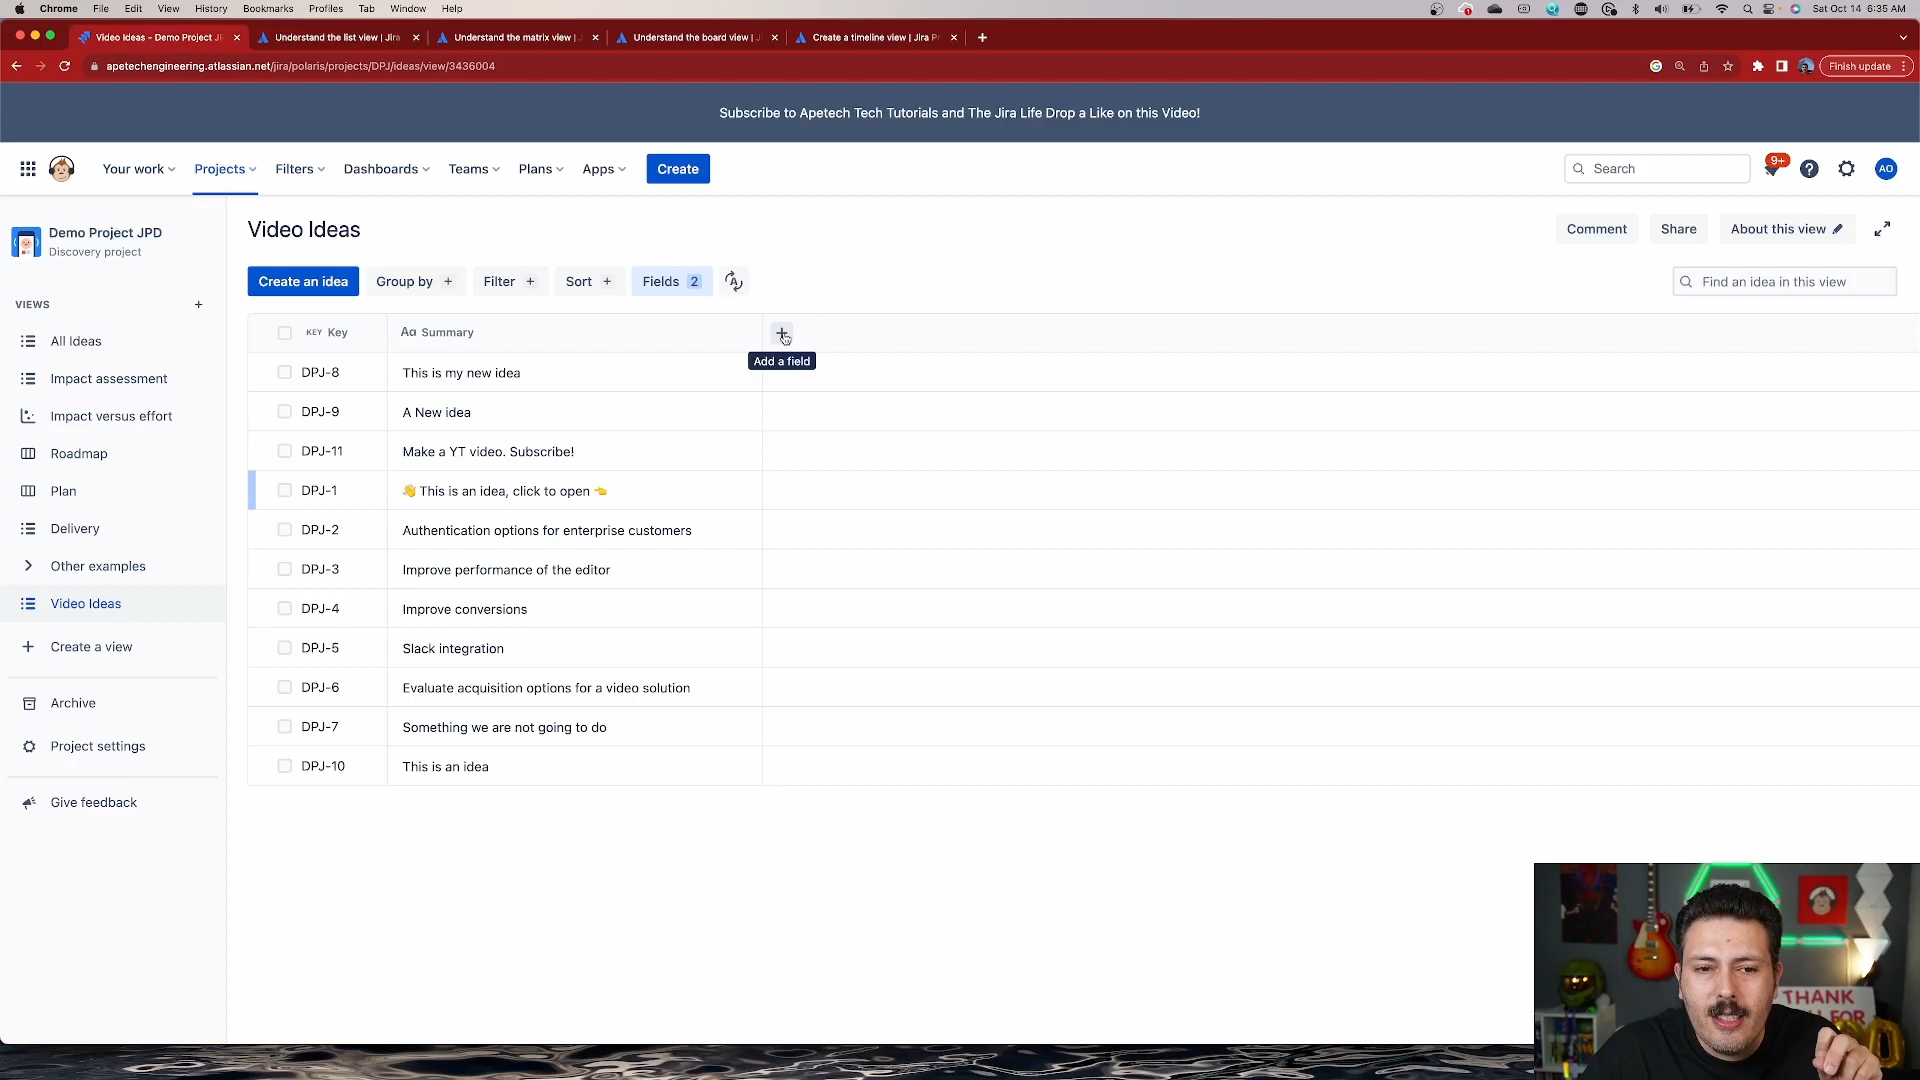 Chrome File Edit View History Bookmarks Profiles Tab Window Help Sat Oct 14 6:35 AM
Video Ideas - Demo Project JP Understand the list view | Jira Understand the matrix view | Understand the board view | J Create a timeline view | Jira Pr
apetechengineering.atlassian.net/jira/polaris/projects/DPJ/ideas/view/3436004 Finish update
Subscribe to Apetech Tech Tutorials and The Jira Life Drop a Like on this Video!
Your work Projects Filters Dashboards Teams Plans Apps Create Search 9+ AO
Demo Project JPD
Discovery project
VIEWS
All Ideas
Impact assessment
Impact versus effort
Roadmap
Plan
Delivery
Other examples
Video Ideas
Create a view
Archive
Project settings
Give feedback
Video Ideas Comment Share About this view
Create an idea Group by Filter Sort Fields 2 Find an idea in this view
KEY Key Aa Summary
Add a field
DPJ-8 This is my new idea
DPJ-9 A New idea
DPJ-11 Make a YT video. Subscribe!
DPJ-1 👋 This is an idea, click to open 👈
DPJ-2 Authentication options for enterprise customers
DPJ-3 Improve performance of the editor
DPJ-4 Improve conversions
DPJ-5 Slack integration
DPJ-6 Evaluate acquisition options for a video solution
DPJ-7 Something we are not going to do
DPJ-10 This is an idea
THANK
FOR